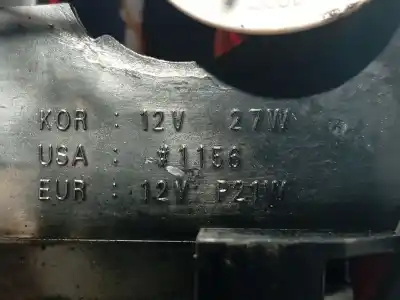 KOR : 12V 27W
USA : #1156
EUR : 12V P21W